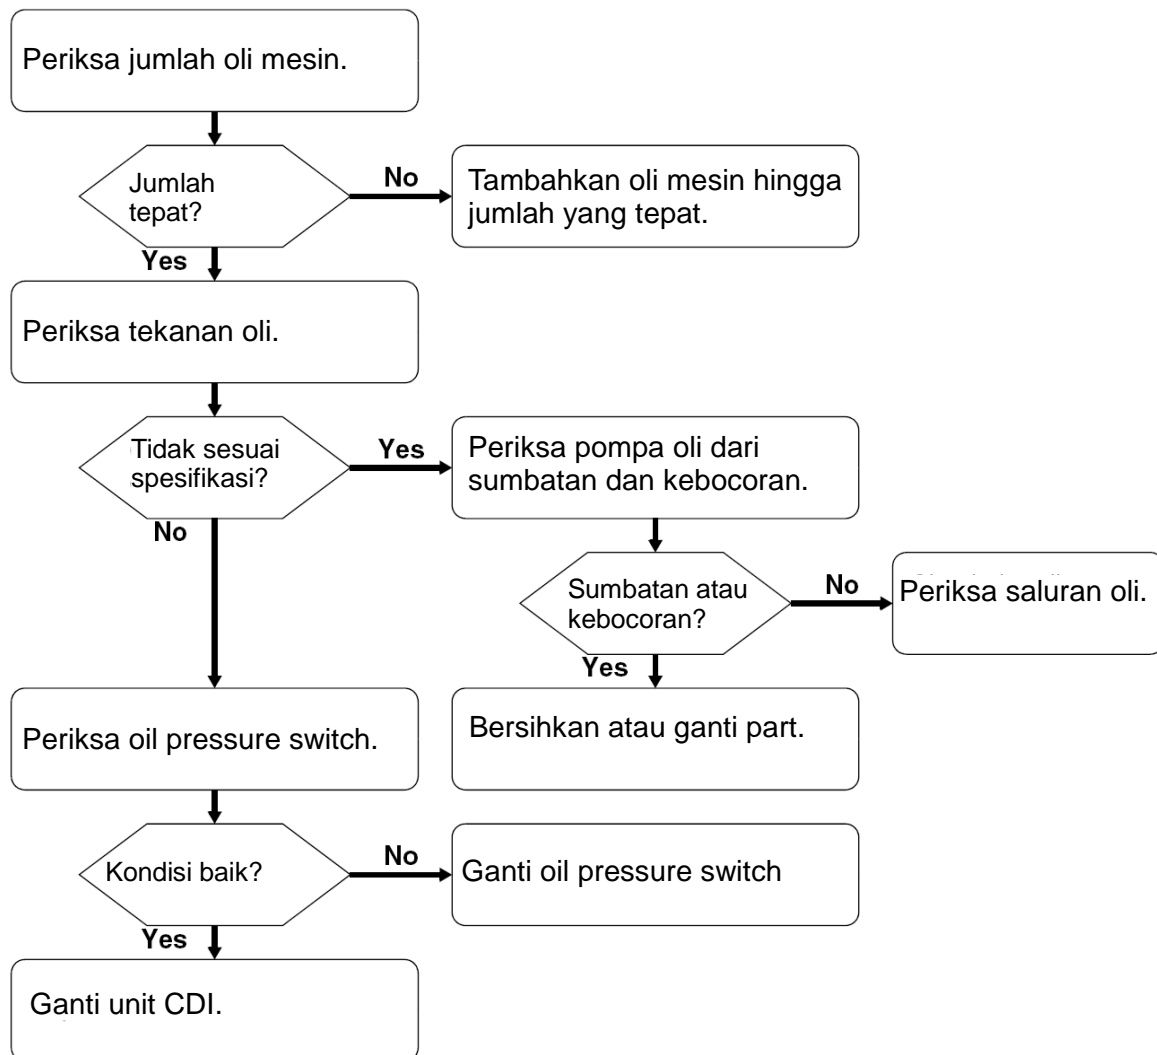 Periksa jumlah oli mesin.
Jumlah
tepat?
No
Tambahkan oli mesin hingga
jumlah yang tepat.
Yes
Periksa tekanan oli.
Tidak sesuai
spesifikasi?
Yes
Periksa pompa oli dari
sumbatan dan kebocoran.
No
Sumbatan atau
kebocoran?
No
Periksa saluran oli.
Yes
Bersihkan atau ganti part.
Periksa oil pressure switch.
Kondisi baik?
No
Ganti oil pressure switch
Yes
Ganti unit CDI.